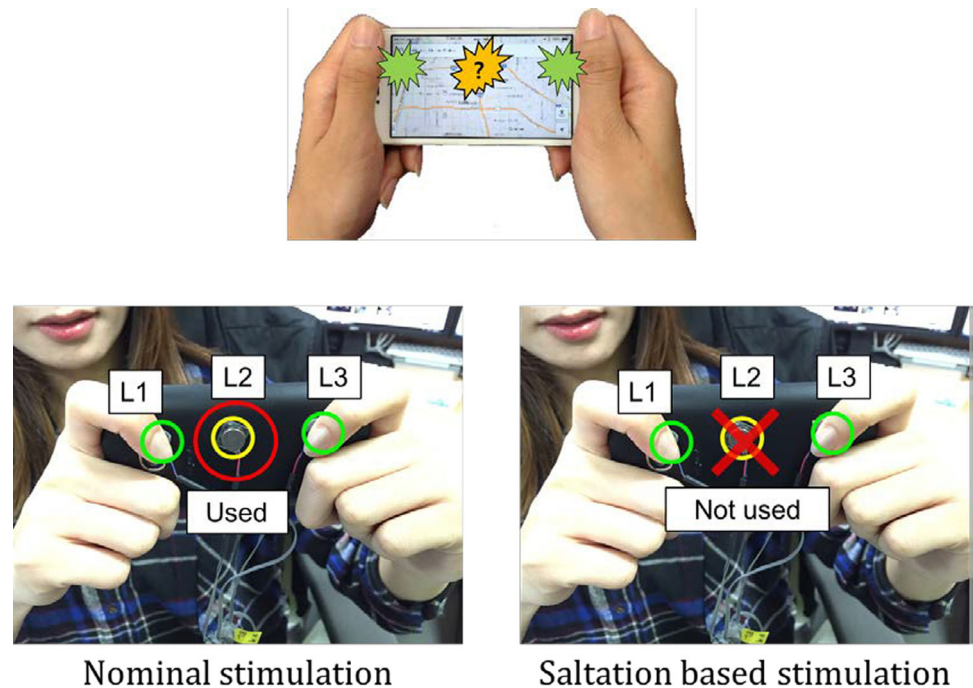 ?
L1
L2
L3
Used
L1
L2
L3
Not used
Nominal stimulation
Saltation based stimulation